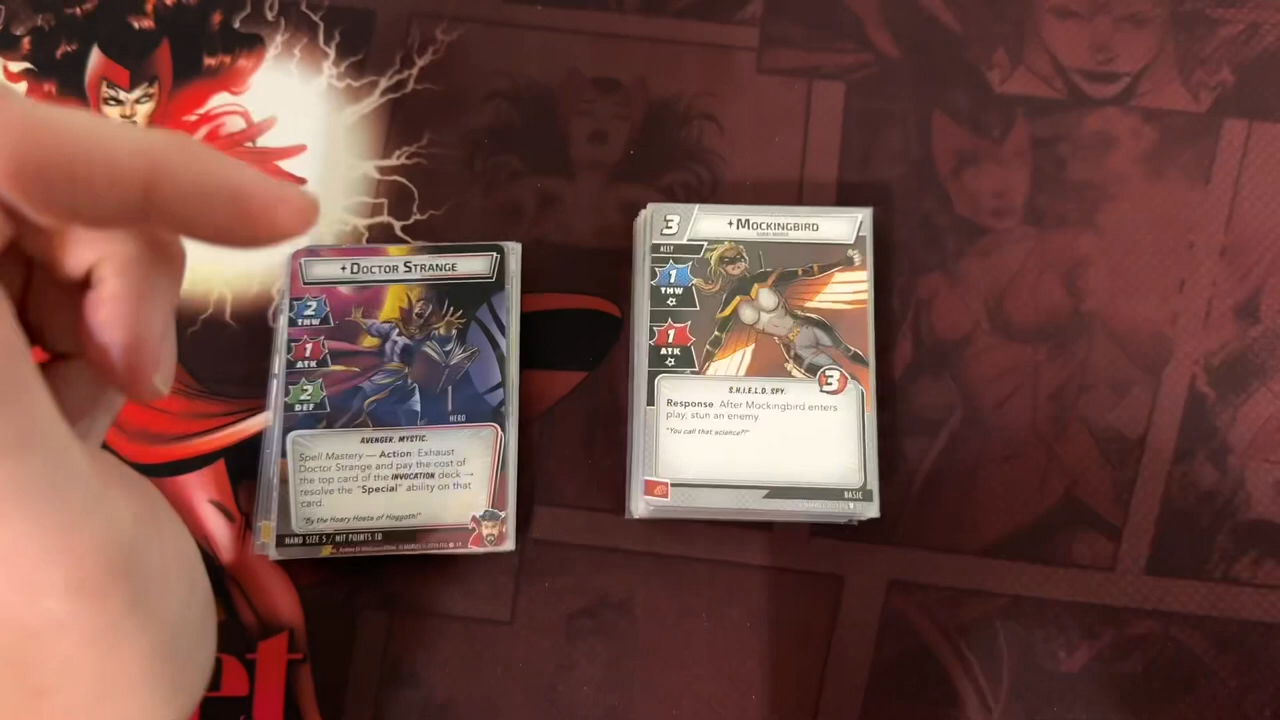 Doctor Strange
2
THW
1
ATK
2
DEF
HERO
AVENGER. MYSTIC.
Spell Mastery — Action: Exhaust
Doctor Strange and pay the cost of
the top card of the INVOCATION deck →
resolve the "Special" ability on that
card.
"By the Hoary Hosts of Hoggoth!"
HAND SIZE 5 / HIT POINTS 10
3
Mockingbird
ALLY
1
THW
1
ATK
3
S.H.I.E.L.D. SPY.
Response: After Mockingbird enters
play, stun an enemy.
"You call that science?!"
BASIC
et